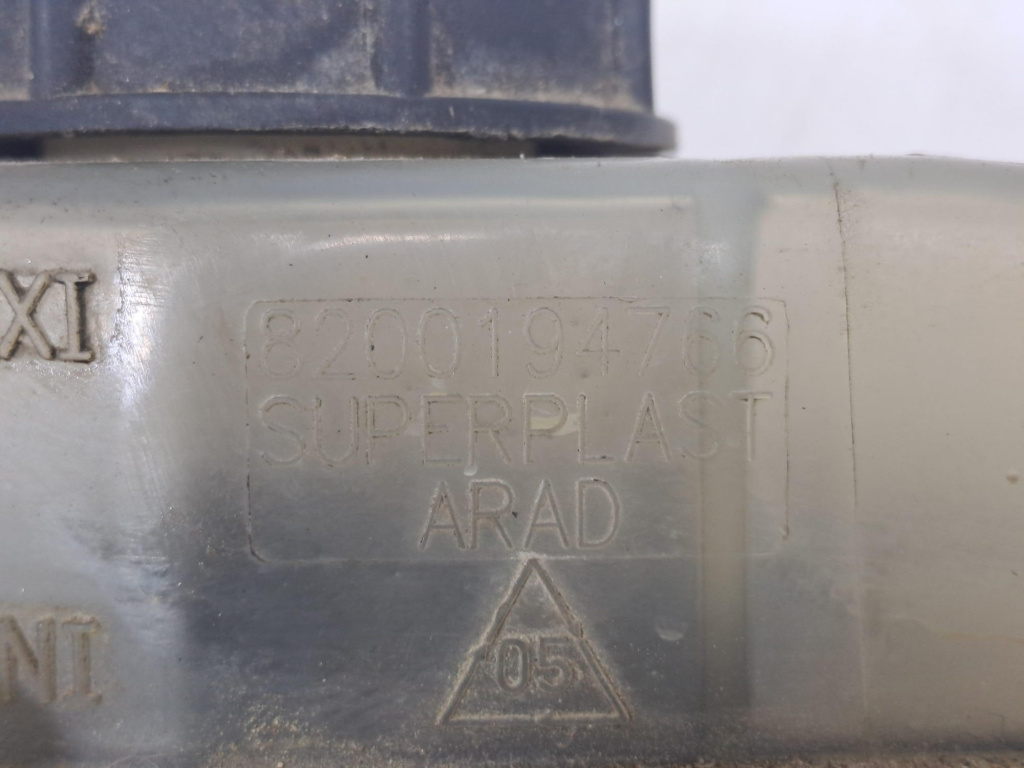 XI
8200194766
SUPERPLAST
ARAD
NI
05